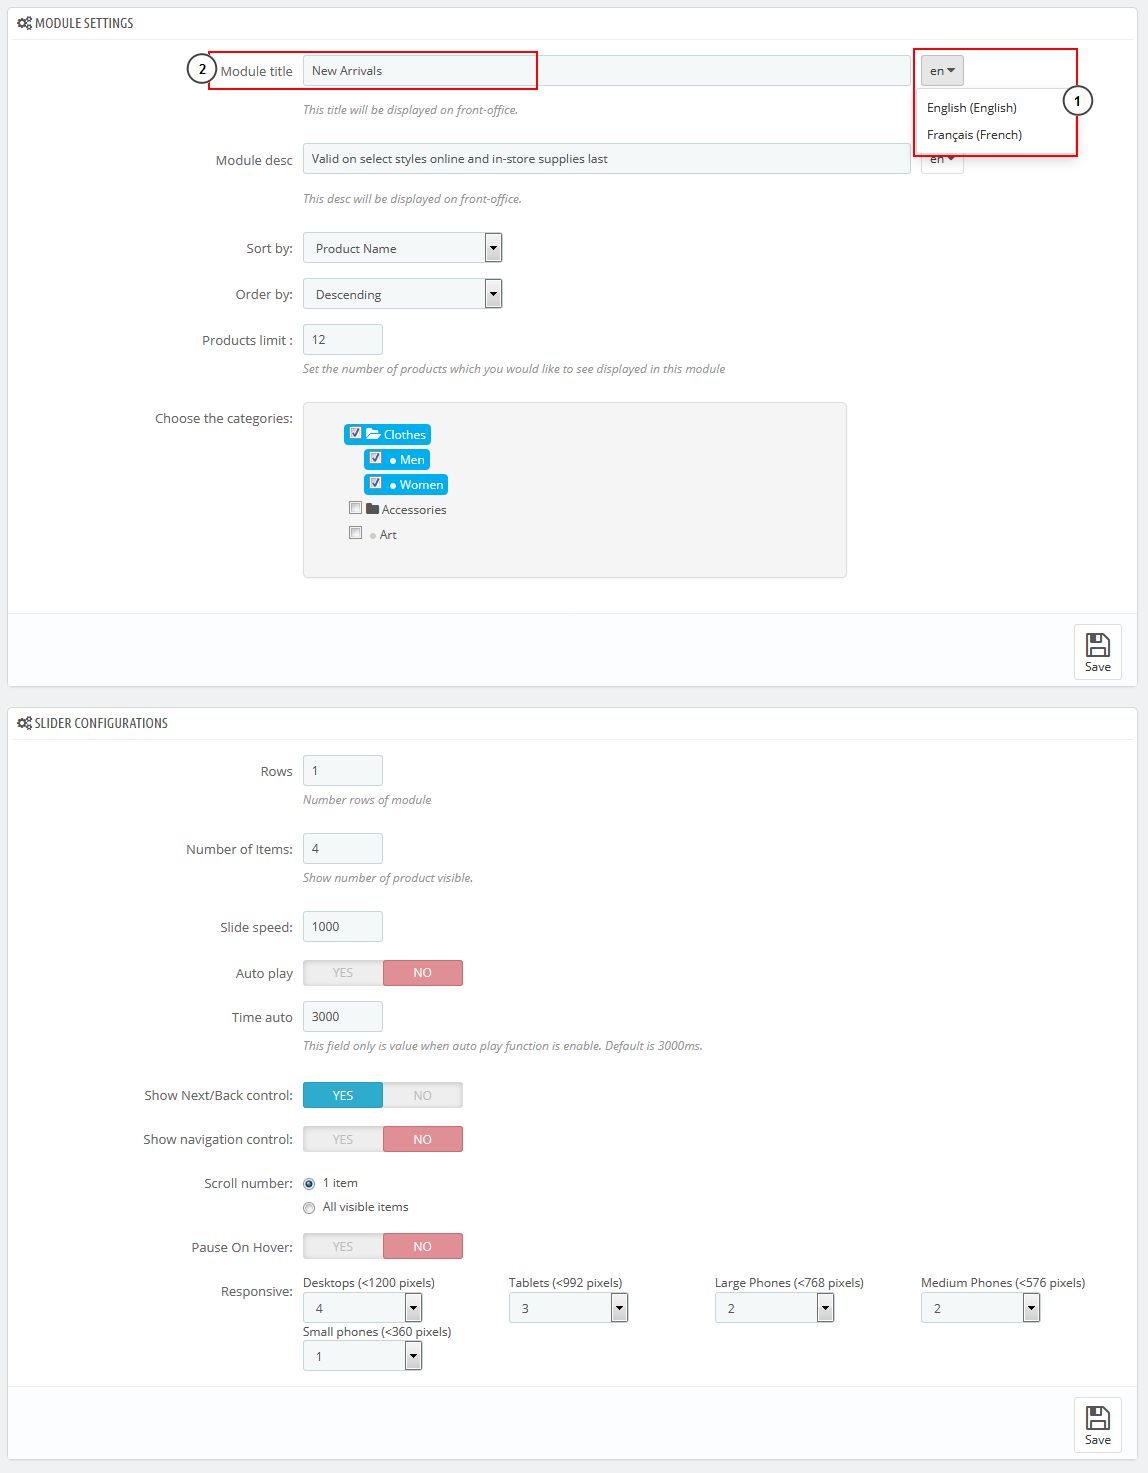 MODULE SETTINGS
2 Module title New Arrivals en
This title will be displayed on front-office.
English (English)
1
Français (French)
Module desc Valid on select styles online and in-store supplies last en
This desc will be displayed on front-office.
Sort by: Product Name
Order by: Descending
Products limit : 12
Set the number of products which you would like to see displayed in this module
Choose the categories:
Clothes
Men
Women
Accessories
Art
Save
SLIDER CONFIGURATIONS
Rows 1
Number rows of module
Number of Items: 4
Show number of product visible.
Slide speed: 1000
Auto play YES NO
Time auto 3000
This field only is value when auto play function is enable. Default is 3000ms.
Show Next/Back control: YES NO
Show navigation control: YES NO
Scroll number: 1 item
All visible items
Pause On Hover: YES NO
Responsive:
Desktops (<1200 pixels) Tablets (<992 pixels) Large Phones (<768 pixels) Medium Phones (<576 pixels)
4 3 2 2
Small phones (<360 pixels)
1
Save